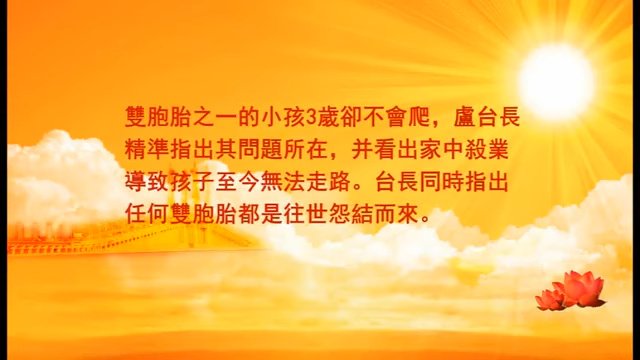 雙胞胎之一的小孩3歲卻不會爬，盧台長
精準指出其問題所在，并看出家中殺業
導致孩子至今無法走路。台長同時指出
任何雙胞胎都是往世怨結而來。